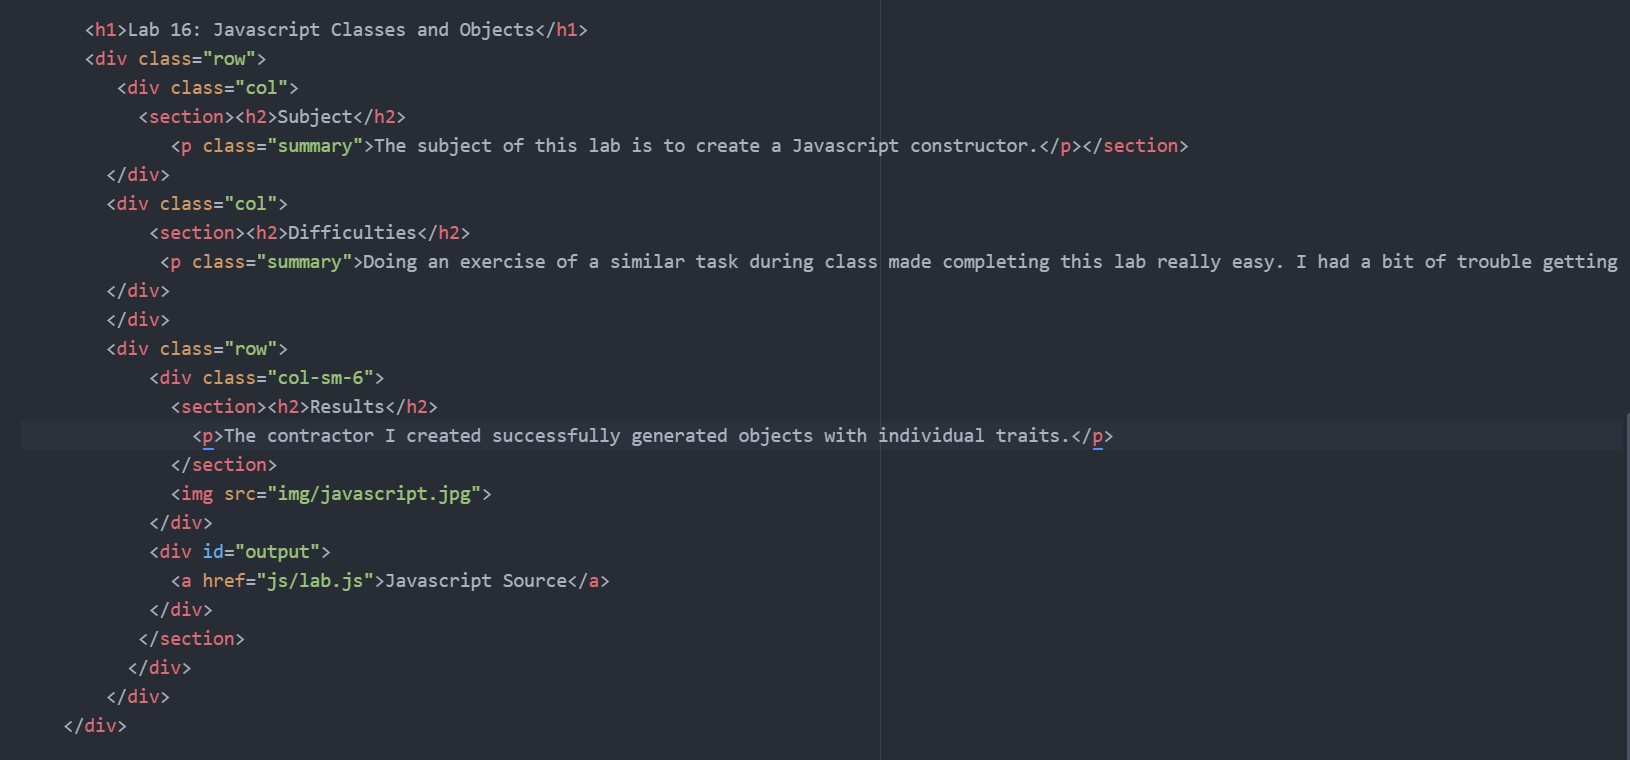 <h1>Lab 16: Javascript Classes and Objects</h1>
<div class="row">
<div class="col">
<section><h2>Subject</h2>
<p class="summary">The subject of this lab is to create a Javascript constructor.</p></section>
</div>
<div class="col">
<section><h2>Difficulties</h2>
<p class="summary">Doing an exercise of a similar task during class made completing this lab really easy. I had a bit of trouble getting
</div>
</div>
<div class="row">
<div class="col-sm-6">
<section><h2>Results</h2>
<p>The contractor I created successfully generated objects with individual traits.</p>
</section>
<img src="img/javascript.jpg">
</div>
<div id="output">
<a href="js/lab.js">Javascript Source</a>
</div>
</section>
</div>
</div>
</div>